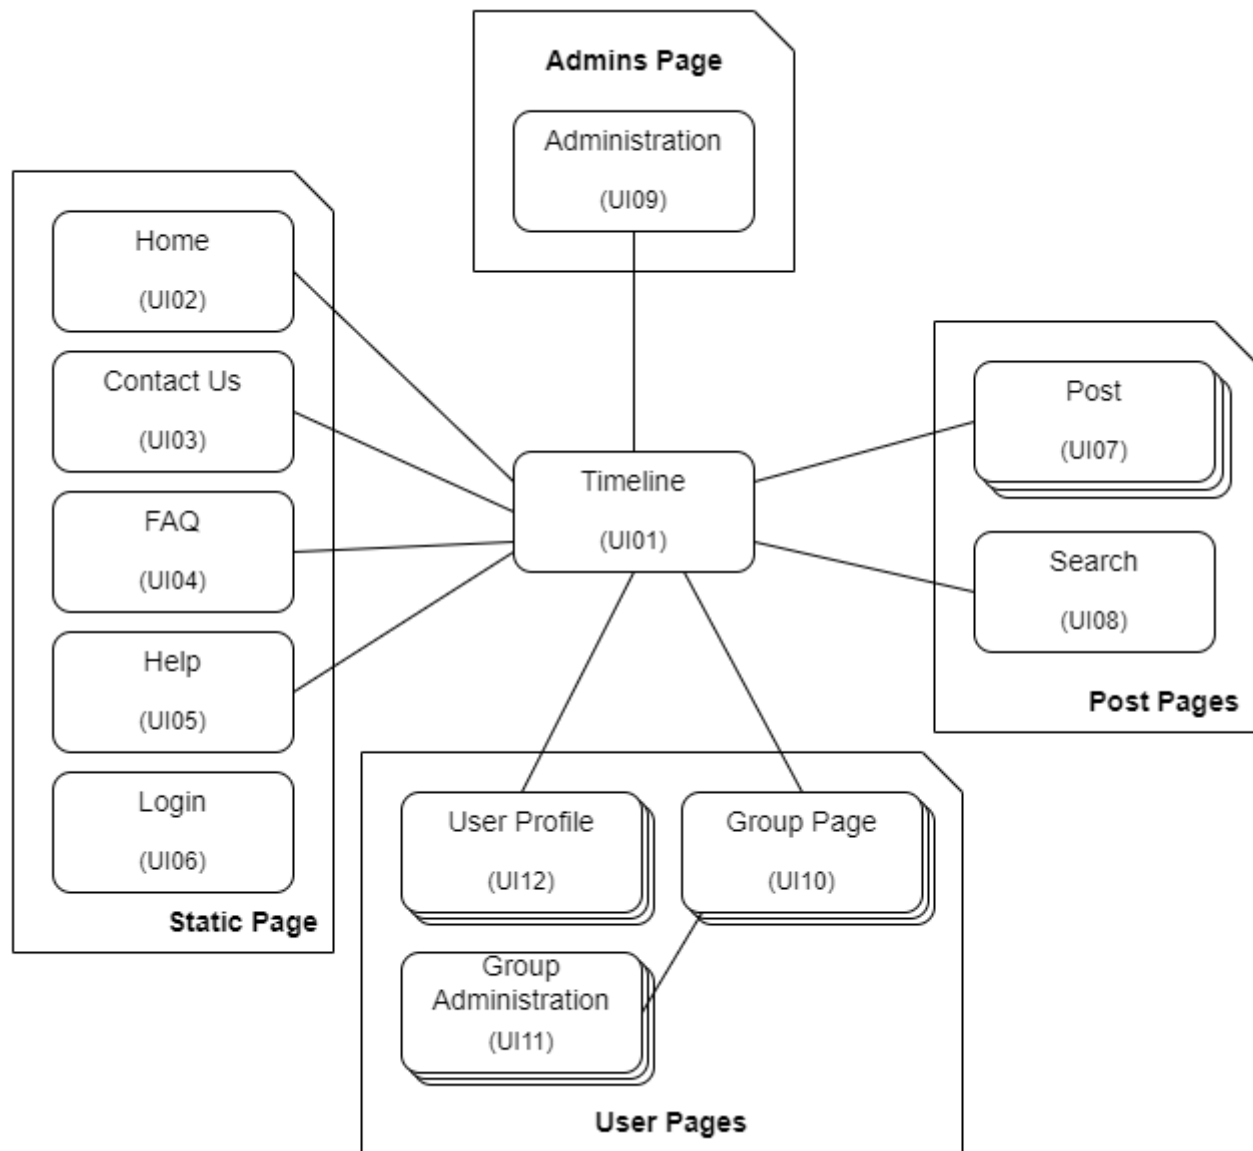 Admins Page
Administration
(UI09)
Home
(UI02)
Contact Us
(UI03)
FAQ
(UI04)
Help
(UI05)
Login
(UI06)
Static Page
Timeline
(UI01)
Post
(UI07)
Search
(UI08)
Post Pages
User Profile
(UI12)
Group Page
(UI10)
Group
Administration
(UI11)
User Pages